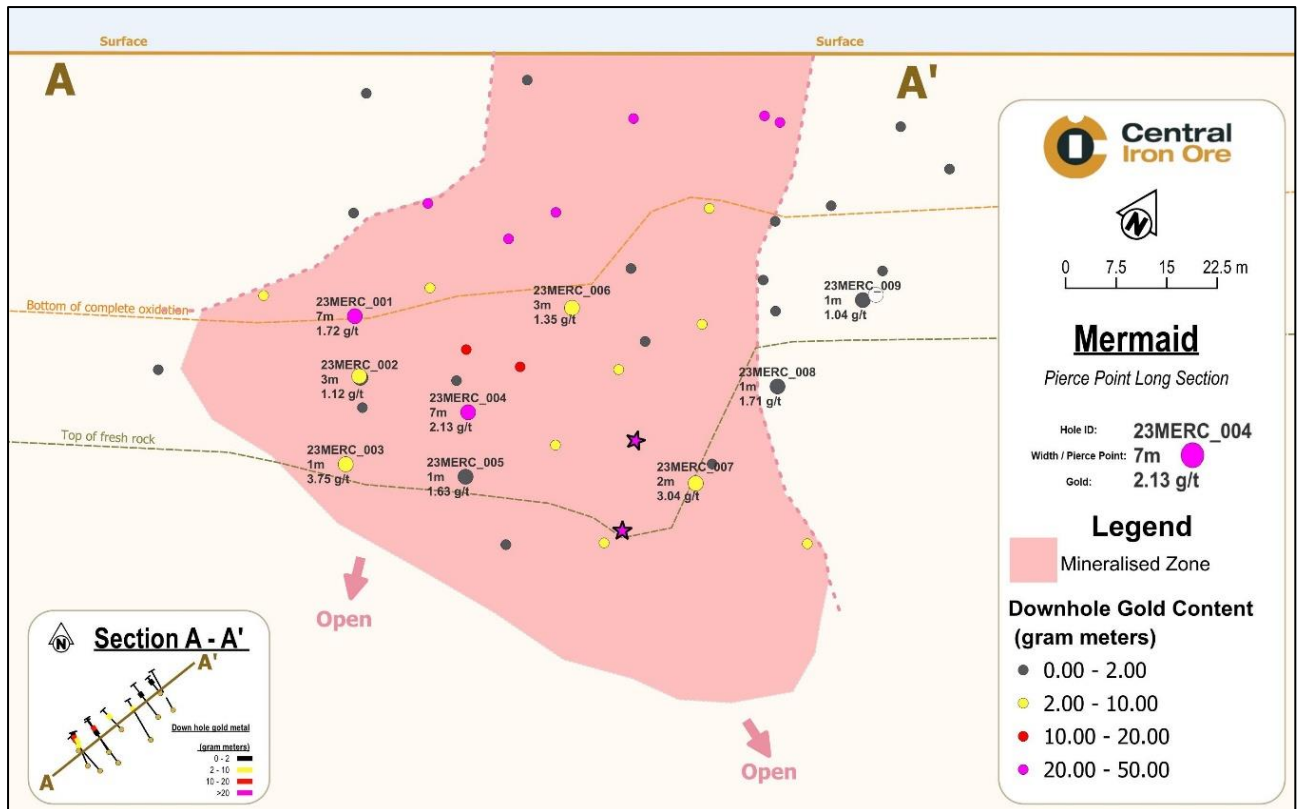 Surface
Surface
A
A'
Central
Iron Ore
N
0 7.5 15 22.5 m
Mermaid
Pierce Point Long Section
Hole ID: 23MERC_004
Width / Pierce Point: 7m
Gold: 2.13 g/t
Legend
Mineralised Zone
Downhole Gold Content
(gram meters)
0.00 - 2.00
2.00 - 10.00
10.00 - 20.00
20.00 - 50.00
Bottom of complete oxidation
23MERC_001
7m
1.72 g/t
23MERC_006
3m
1.35 g/t
23MERC_009
1m
1.04 g/t
23MERC_002
3m
1.12 g/t
23MERC_004
7m
2.13 g/t
23MERC_008
1m
1.71 g/t
Top of fresh rock
23MERC_003
1m
3.75 g/t
23MERC_005
1m
1.63 g/t
23MERC_007
2m
3.04 g/t
Open
Open
N
Section A - A'
A'
A
Down hole gold metal
(gram meters)
0 - 2
2 - 10
10 - 20
>20